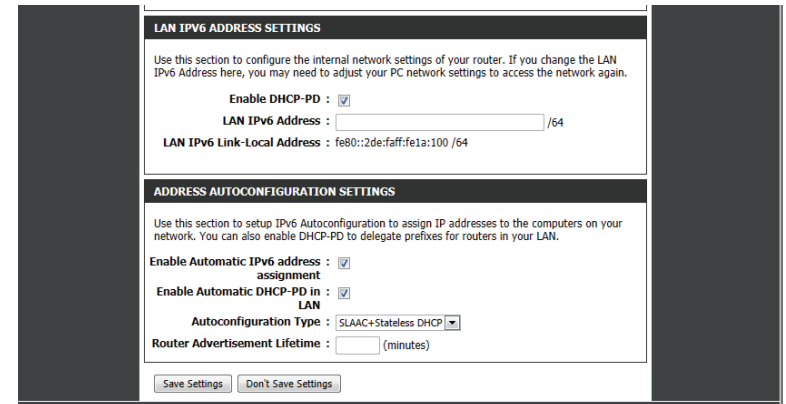 LAN IPV6 ADDRESS SETTINGS
Use this section to configure the internal network settings of your router. If you change the LAN
IPv6 Address here, you may need to adjust your PC network settings to access the network again.
Enable DHCP-PD :
LAN IPv6 Address : /64
LAN IPv6 Link-Local Address : fe80::2de:faff:fe1a:100 /64
ADDRESS AUTOCONFIGURATION SETTINGS
Use this section to setup IPv6 Autoconfiguration to assign IP addresses to the computers on your
network. You can also enable DHCP-PD to delegate prefixes for routers in your LAN.
Enable Automatic IPv6 address :
assignment
Enable Automatic DHCP-PD in :
LAN
Autoconfiguration Type : SLAAC+Stateless DHCP
Router Advertisement Lifetime : (minutes)
Save Settings Don't Save Settings